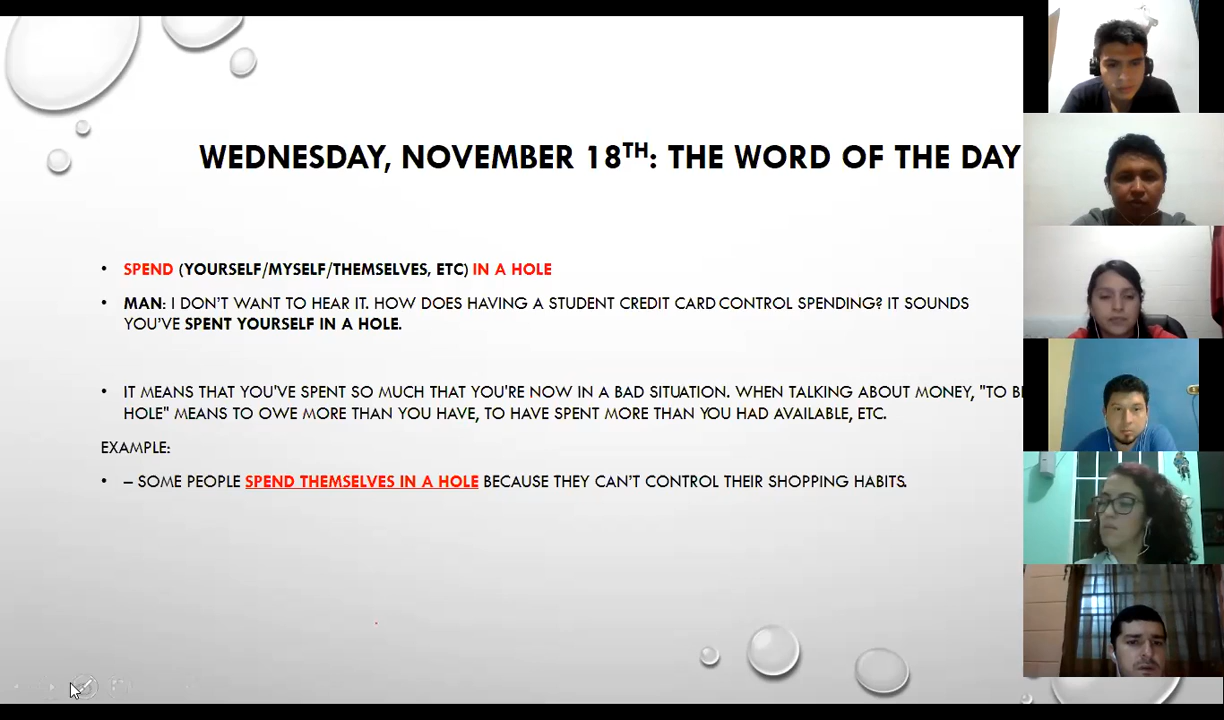 WEDNESDAY, NOVEMBER 18TH: THE WORD OF THE DAY
• SPEND (YOURSELF/MYSELF/THEMSELVES, ETC) IN A HOLE
• MAN: I DON'T WANT TO HEAR IT. HOW DOES HAVING A STUDENT CREDIT CARD CONTROL SPENDING? IT SOUNDS
YOU'VE SPENT YOURSELF IN A HOLE.
• IT MEANS THAT YOU'VE SPENT SO MUCH THAT YOU'RE NOW IN A BAD SITUATION. WHEN TALKING ABOUT MONEY, "TO
HOLE" MEANS TO OWE MORE THAN YOU HAVE, TO HAVE SPENT MORE THAN YOU HAD AVAILABLE, ETC.
EXAMPLE:
• – SOME PEOPLE SPEND THEMSELVES IN A HOLE BECAUSE THEY CAN'T CONTROL THEIR SHOPPING HABITS.